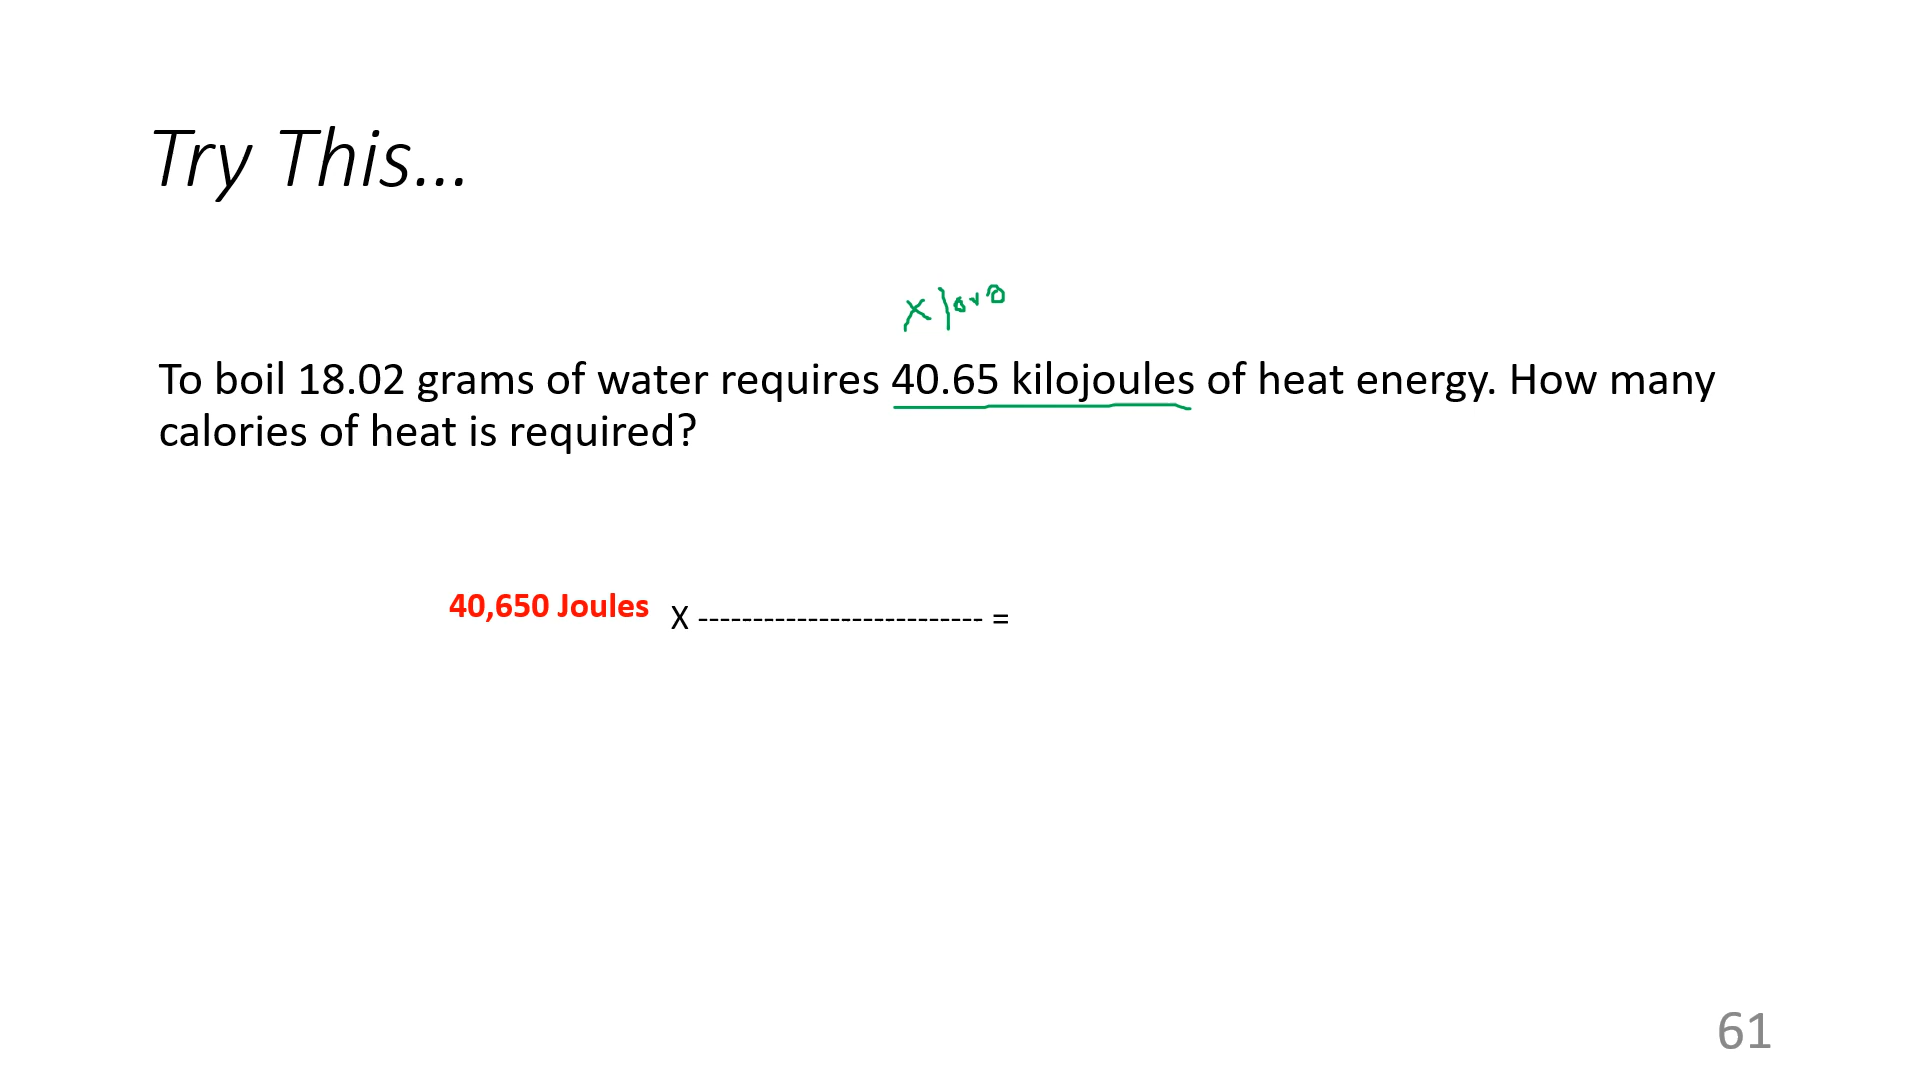 Try This...
x 1000
To boil 18.02 grams of water requires 40.65 kilojoules of heat energy. How many
calories of heat is required?
40,650 Joules X -------------------------- =
61